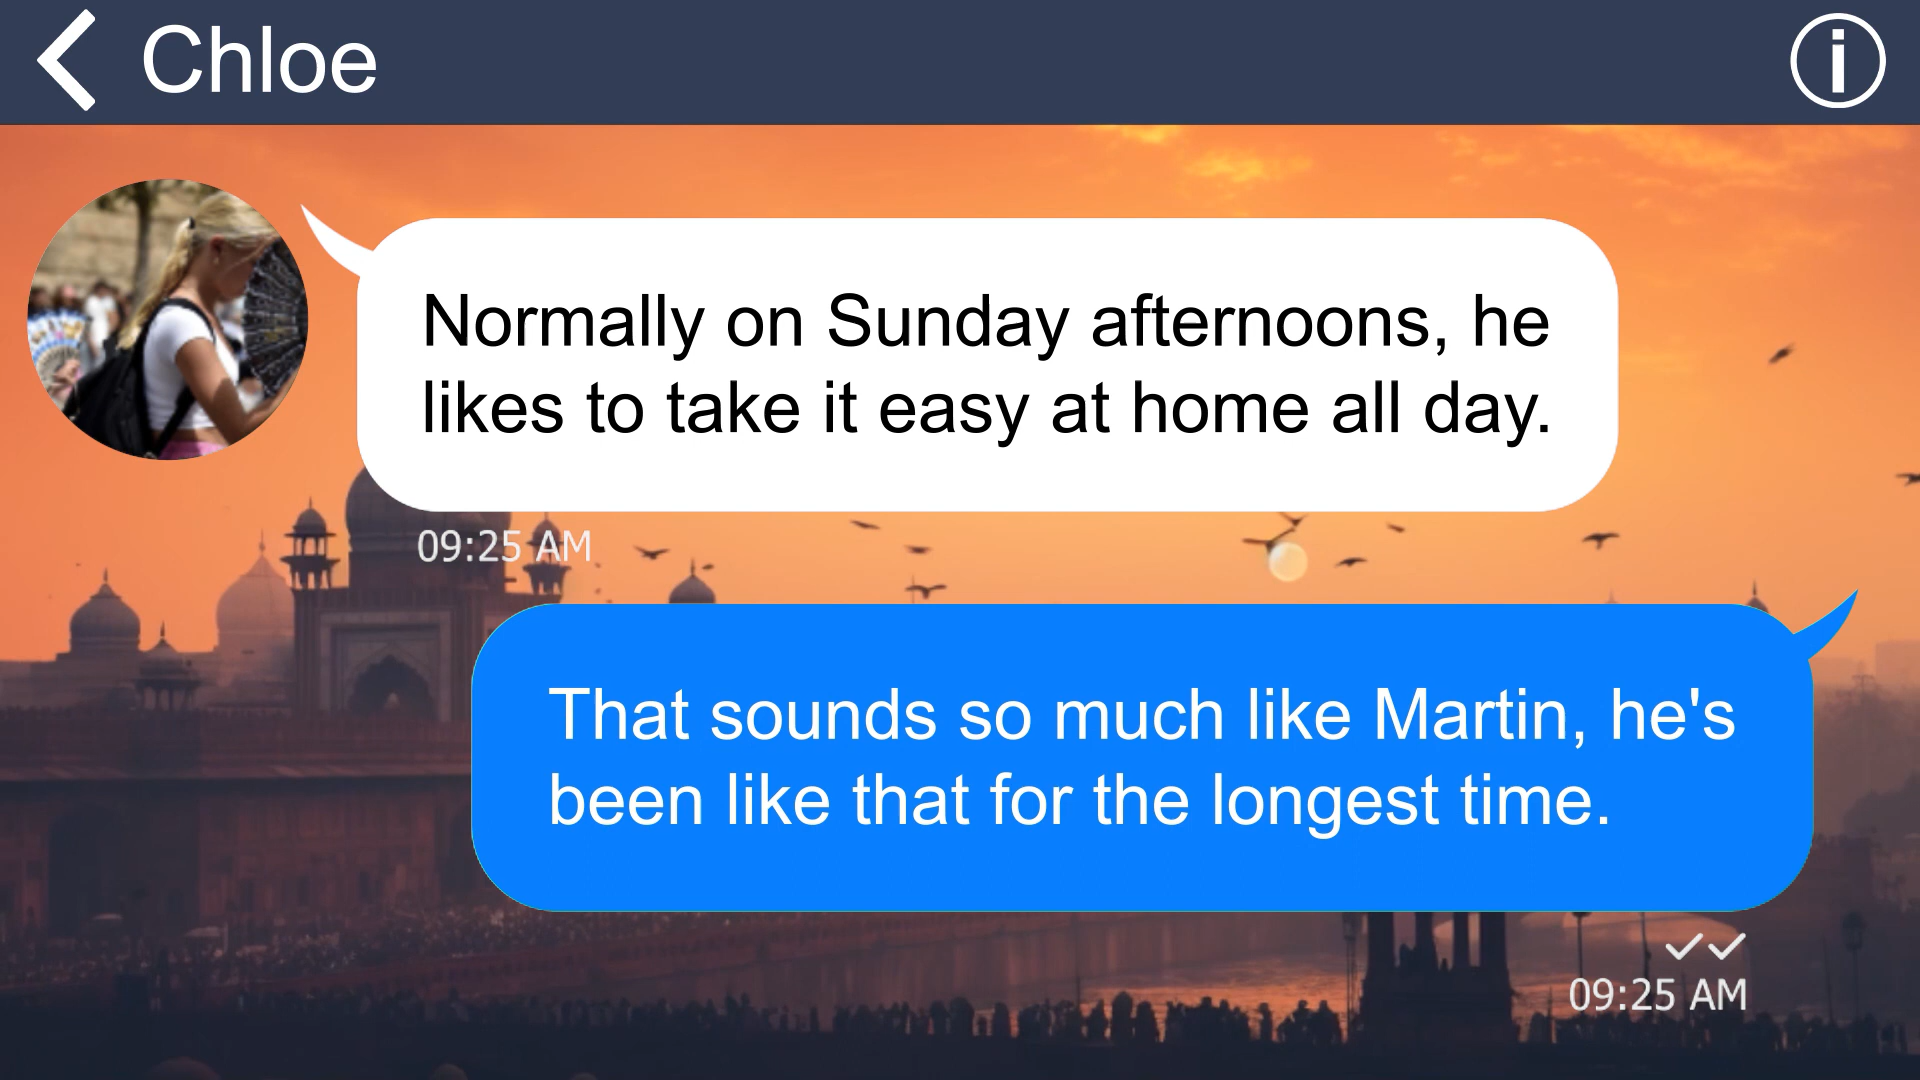 Chloe
Normally on Sunday afternoons, he
likes to take it easy at home all day.
09:25 AM
That sounds so much like Martin, he's
been like that for the longest time.
09:25 AM